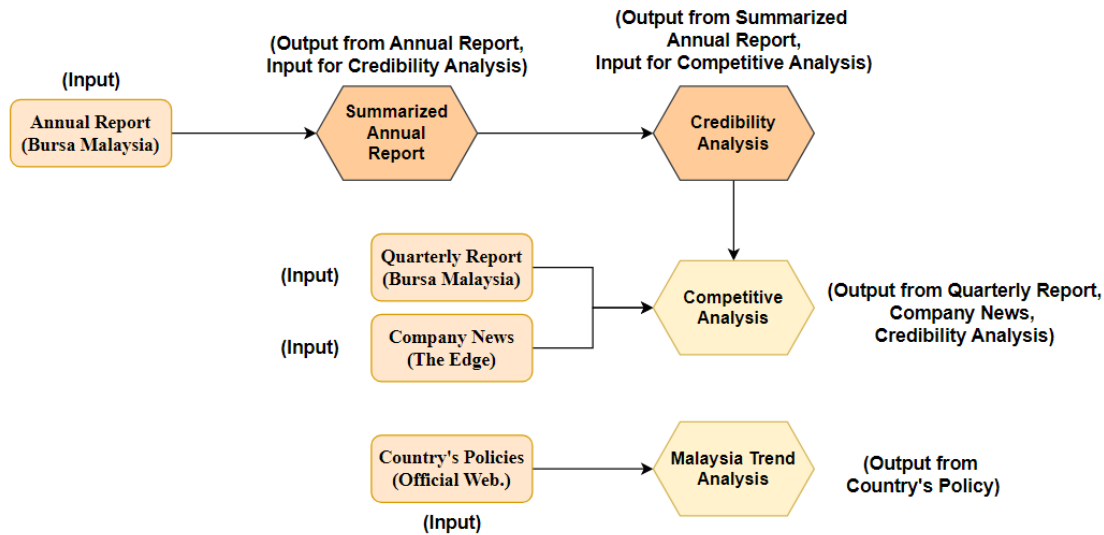 (Input)
Annual Report
(Bursa Malaysia)
(Output from Annual Report,
Input for Credibility Analysis)
Summarized
Annual
Report
(Output from Summarized
Annual Report,
Input for Competitive Analysis)
Credibility
Analysis
(Input)
Quarterly Report
(Bursa Malaysia)
(Input)
Company News
(The Edge)
Competitive
Analysis
(Output from Quarterly Report,
Company News,
Credibility Analysis)
Country's Policies
(Official Web.)
(Input)
Malaysia Trend
Analysis
(Output from
Country's Policy)